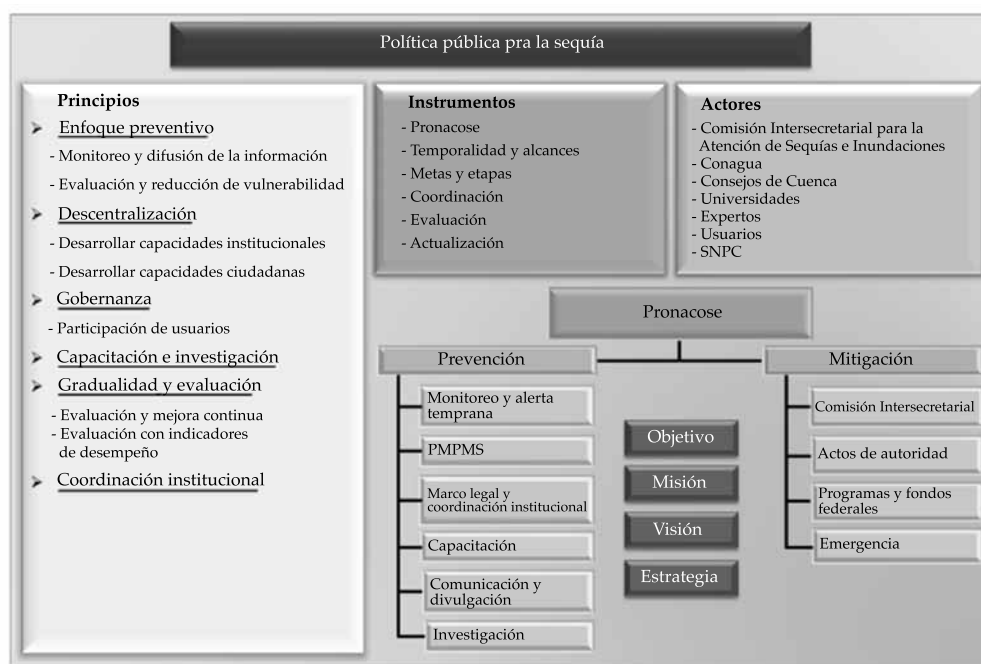 Política pública pra la sequía
Principios
Enfoque preventivo
- Monitoreo y difusión de la información
- Evaluación y reducción de vulnerabilidad
Descentralización
- Desarrollar capacidades institucionales
- Desarrollar capacidades ciudadanas
Gobernanza
- Participación de usuarios
Capacitación e investigación
Gradualidad y evaluación
- Evaluación y mejora continua
- Evaluación con indicadores
de desempeño
Coordinación institucional
Instrumentos
- Pronacose
- Temporalidad y alcances
- Metas y etapas
- Coordinación
- Evaluación
- Actualización
Actores
- Comisión Intersecretarial para la
Atención de Sequías e Inundaciones
- Conagua
- Consejos de Cuenca
- Universidades
- Expertos
- Usuarios
- SNPC
Pronacose
Prevención
Monitoreo y alerta
temprana
PMPMS
Marco legal y
coordinación institucional
Capacitación
Comunicación y
divulgación
Investigación
Objetivo
Misión
Visión
Estrategia
Mitigación
Comisión Intersecretarial
Actos de autoridad
Programas y fondos
federales
Emergencia